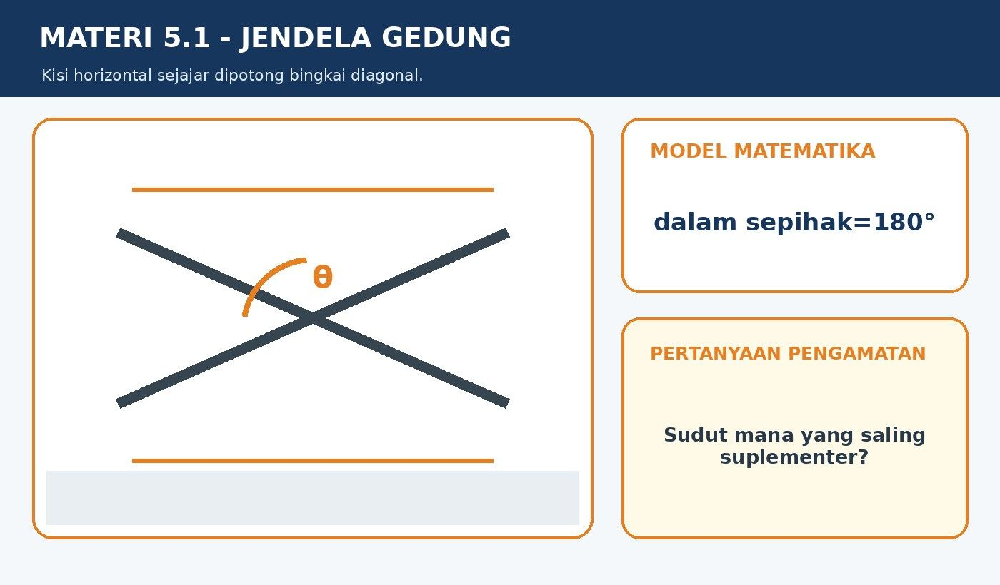 MATERI 5.1 - JENDELA GEDUNG
Kisi horizontal sejajar dipotong bingkai diagonal.
θ
MODEL MATEMATIKA
dalam sepihak=180°
PERTANYAAN PENGAMATAN
Sudut mana yang saling
suplementer?